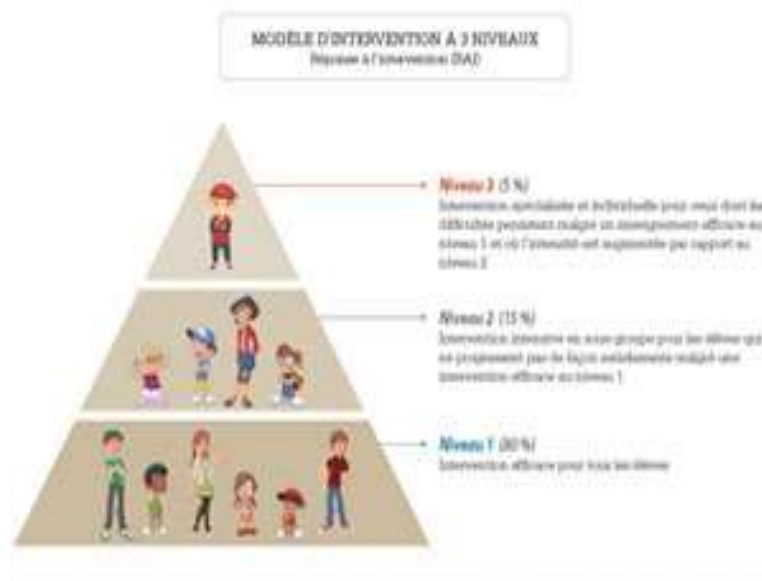 MODÈLE D'INTERVENTION À 3 NIVEAUX
Réponse à l'intervention (RAI)
Niveau 3 (5 %)
Intervention spécialisée et individuelle pour ceux dont les
difficultés persistent malgré un enseignement efficace au
niveau 1 et où l'intensité est augmentée par rapport au
niveau 2
Niveau 2 (15 %)
Intervention intensive en sous-groupe pour les élèves qui
ne progressent pas de façon satisfaisante malgré une
intervention efficace au niveau 1
Niveau 1 (80 %)
Intervention efficace pour tous les élèves